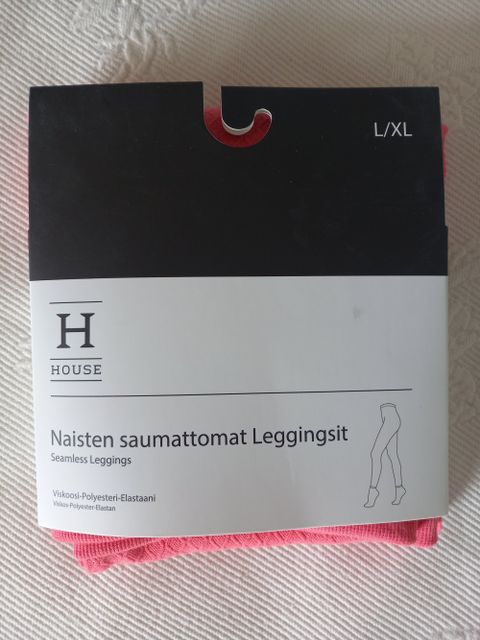 L/XL
H
HOUSE
Naisten saumattomat Leggingsit
Seamless Leggings
Viskoosi-Polyesteri-Elastaani
Viskos-Polyester-Elastan